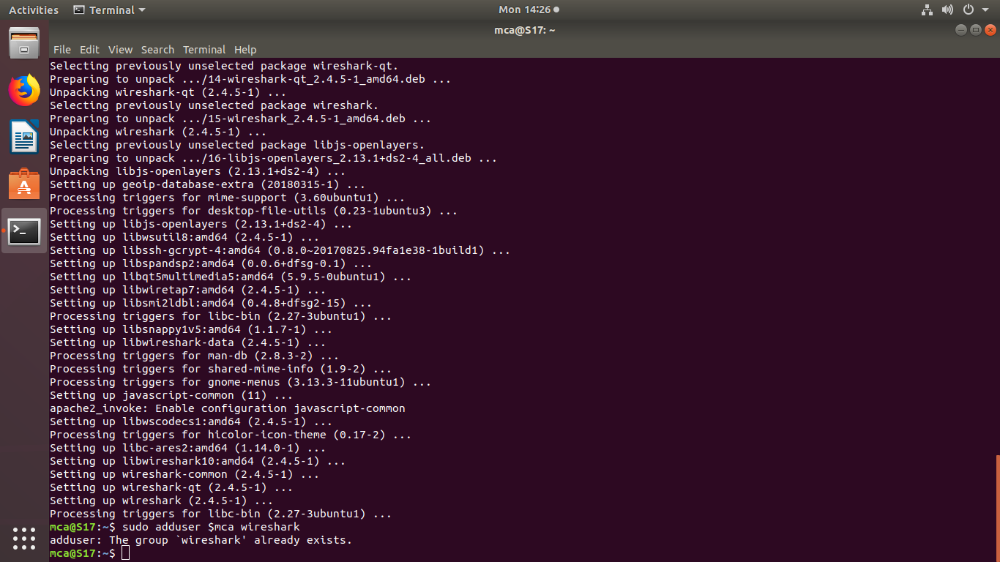 Activities Terminal Mon 14:26
mca@S17: ~
File Edit View Search Terminal Help
Selecting previously unselected package wireshark-qt.
Preparing to unpack .../14-wireshark-qt_2.4.5-1_amd64.deb ...
Unpacking wireshark-qt (2.4.5-1) ...
Selecting previously unselected package wireshark.
Preparing to unpack .../15-wireshark_2.4.5-1_amd64.deb ...
Unpacking wireshark (2.4.5-1) ...
Selecting previously unselected package libjs-openlayers.
Preparing to unpack .../16-libjs-openlayers_2.13.1+ds2-4_all.deb ...
Unpacking libjs-openlayers (2.13.1+ds2-4) ...
Setting up geoip-database-extra (20180315-1) ...
Processing triggers for mime-support (3.60ubuntu1) ...
Processing triggers for desktop-file-utils (0.23-1ubuntu3) ...
Setting up libjs-openlayers (2.13.1+ds2-4) ...
Setting up libwsutil8:amd64 (2.4.5-1) ...
Setting up libssh-gcrypt-4:amd64 (0.8.0~20170825.94fa1e38-1build1) ...
Setting up libspandsp2:amd64 (0.0.6+dfsg-0.1) ...
Setting up libqt5multimedia5:amd64 (5.9.5-0ubuntu1) ...
Setting up libwiretap7:amd64 (2.4.5-1) ...
Setting up libsmi2ldbl:amd64 (0.4.8+dfsg2-15) ...
Processing triggers for libc-bin (2.27-3ubuntu1) ...
Setting up libsnappy1v5:amd64 (1.1.7-1) ...
Setting up libwireshark-data (2.4.5-1) ...
Processing triggers for man-db (2.8.3-2) ...
Processing triggers for shared-mime-info (1.9-2) ...
Processing triggers for gnome-menus (3.13.3-11ubuntu1) ...
Setting up javascript-common (11) ...
apache2_invoke: Enable configuration javascript-common
Setting up libwscodecs1:amd64 (2.4.5-1) ...
Processing triggers for hicolor-icon-theme (0.17-2) ...
Setting up libc-ares2:amd64 (1.14.0-1) ...
Setting up libwireshark10:amd64 (2.4.5-1) ...
Setting up wireshark-common (2.4.5-1) ...
Setting up wireshark-qt (2.4.5-1) ...
Setting up wireshark (2.4.5-1) ...
Processing triggers for libc-bin (2.27-3ubuntu1) ...
mca@S17:~$ sudo adduser $mca wireshark
adduser: The group `wireshark' already exists.
mca@S17:~$